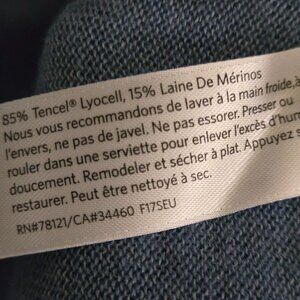 85% Tencel® Lyocell, 15% Laine De Mérinos
Nous vous recommandons de laver à la main froide, à
l'envers, ne pas de javel. Ne pas essorer. Presser ou
rouler dans une serviette pour enlever l'excès d'hum
doucement. Remodeler et sécher à plat. Appuyez
restaurer. Peut être nettoyé à sec.
RN#78121/CA#34460 F17SEU